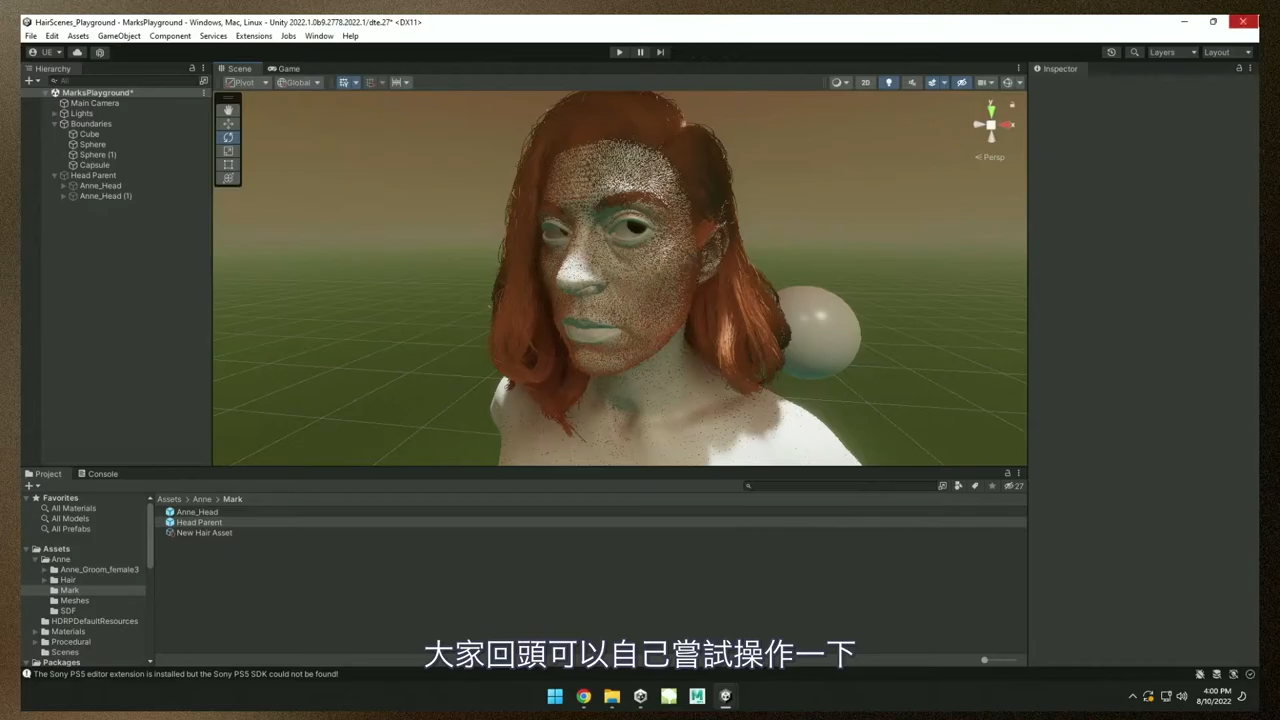 HairScenes_Playground - MarksPlayground - Windows, Mac, Linux - Unity 2022.1.0b9.2778.2022.1/dte.27* <DX11>
File Edit Assets GameObject Component Services Extensions Jobs Window Help
UE Layers Layout
Hierarchy
All
MarksPlayground*
Main Camera
Lights
Boundaries
Cube
Sphere
Sphere (1)
Capsule
Head Parent
Anne_Head
Anne_Head (1)
Scene Game
Pivot Global 2D
y
x
Persp
Inspector
Project Console
Favorites
All Materials
All Models
All Prefabs
Assets
Anne
Anne_Groom_female3
Hair
Mark
Meshes
SDF
HDRPDefaultResources
Materials
Procedural
Scenes
Packages
Assets Anne Mark
27
Anne_Head
Head Parent
New Hair Asset
大家回頭可以自己嘗試操作一下
The Sony PS5 editor extension is installed but the Sony PS5 SDK could not be found!
4:00 PM
8/10/2022